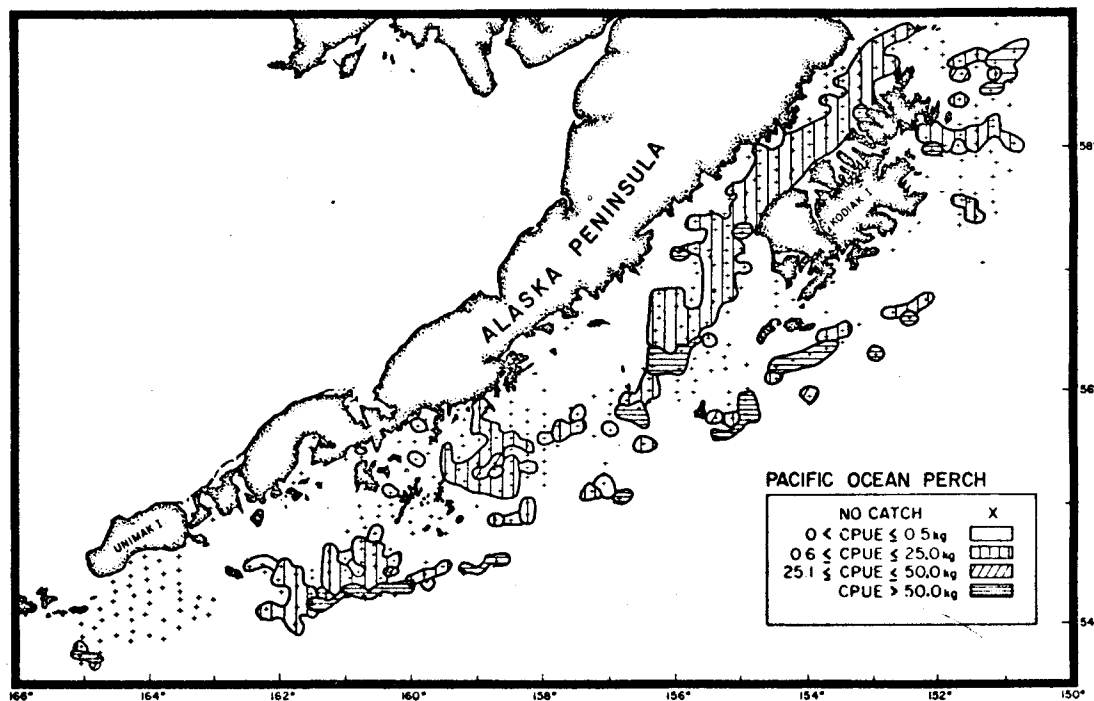 ALASKA PENINSULA
KODIAK I
UNIMAK I
58°
56°
54°
PACIFIC OCEAN PERCH
NO CATCH X
0 < CPUE ≤ 0.5 kg
0.6 ≤ CPUE ≤ 25.0 kg
25.1 ≤ CPUE ≤ 50.0 kg
CPUE > 50.0 kg
166° 164° 162° 160° 158° 156° 154° 152° 150°